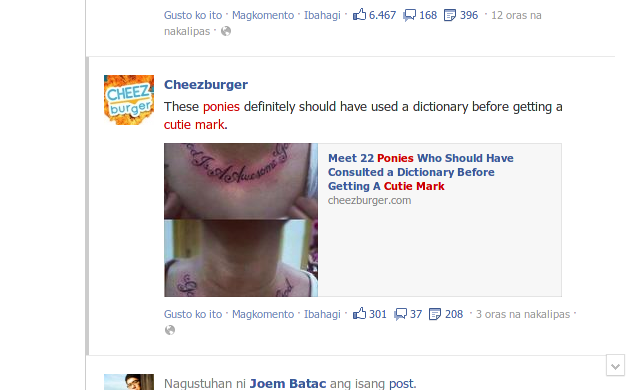 Gusto ko ito · Magkomento · Ibahagi · 6.467 168 396 · 12 oras na
nakalipas ·
CHEEZ
burger
Cheezburger
These ponies definitely should have used a dictionary before getting a
cutie mark.
Is A Awesome
Meet 22 Ponies Who Should Have
Consulted a Dictionary Before
Getting A Cutie Mark
cheezburger.com
Gusto ko ito · Magkomento · Ibahagi · 301 37 208 · 3 oras na nakalipas ·
Nagustuhan ni Joem Batac ang isang post.